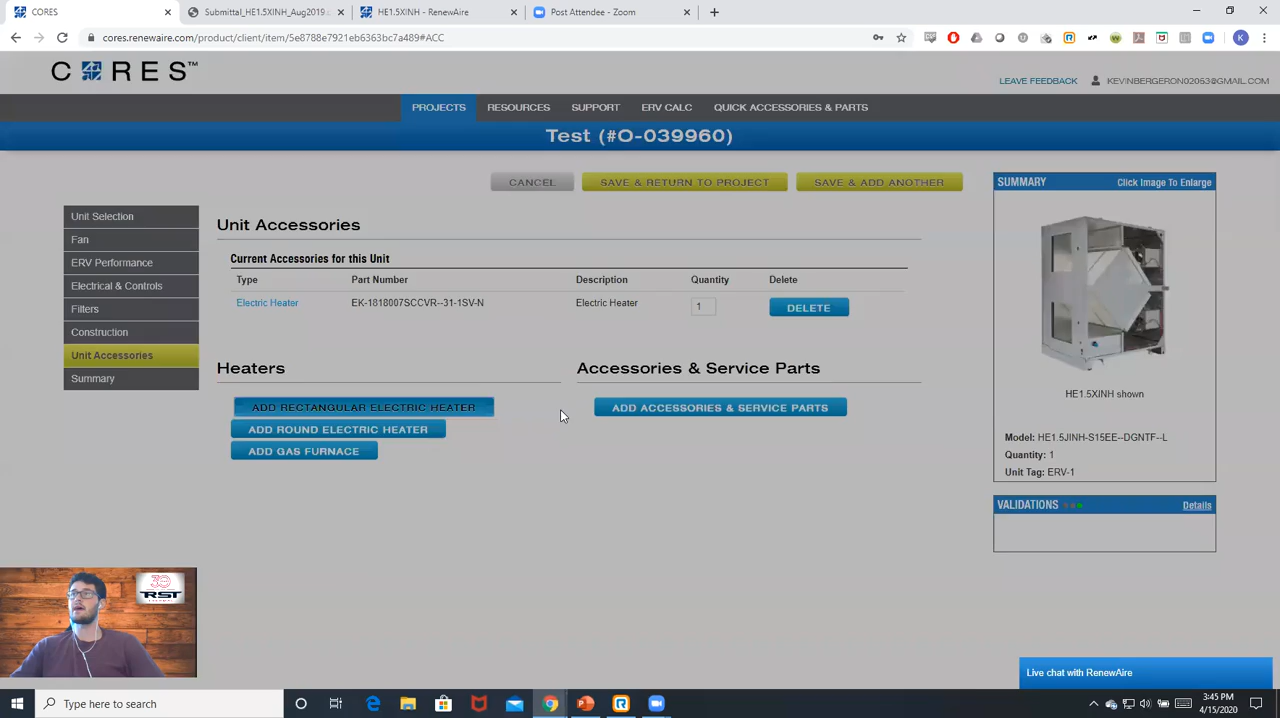 CORES
Submittal_HE1.5XINH_Aug2019
HE1.5XINH - RenewAire
Post Attendee - Zoom
cores.renewaire.com/product/client/item/5e8788e7921eb6363bc7a489#ACC
CORES™
LEAVE FEEDBACK
KEVINBERGERON02053@GMAIL.COM
PROJECTS
RESOURCES
SUPPORT
ERV CALC
QUICK ACCESSORIES & PARTS
Test (#O-039960)
CANCEL
SAVE & RETURN TO PROJECT
SAVE & ADD ANOTHER
Unit Selection
Fan
ERV Performance
Electrical & Controls
Filters
Construction
Unit Accessories
Summary
Unit Accessories
Current Accessories for this Unit
Type Part Number Description Quantity Delete
Electric Heater EK-1818007SCCVR--31-1SV-N Electric Heater 1 DELETE
Heaters
ADD RECTANGULAR ELECTRIC HEATER
ADD ROUND ELECTRIC HEATER
ADD GAS FURNACE
Accessories & Service Parts
ADD ACCESSORIES & SERVICE PARTS
SUMMARY Click Image To Enlarge
HE1.5XINH shown
Model: HE1.5JINH-S15EE--DGNTF--L
Quantity: 1
Unit Tag: ERV-1
VALIDATIONS Details
30
RST
Live chat with RenewAire
Type here to search
3:45 PM
4/15/2020